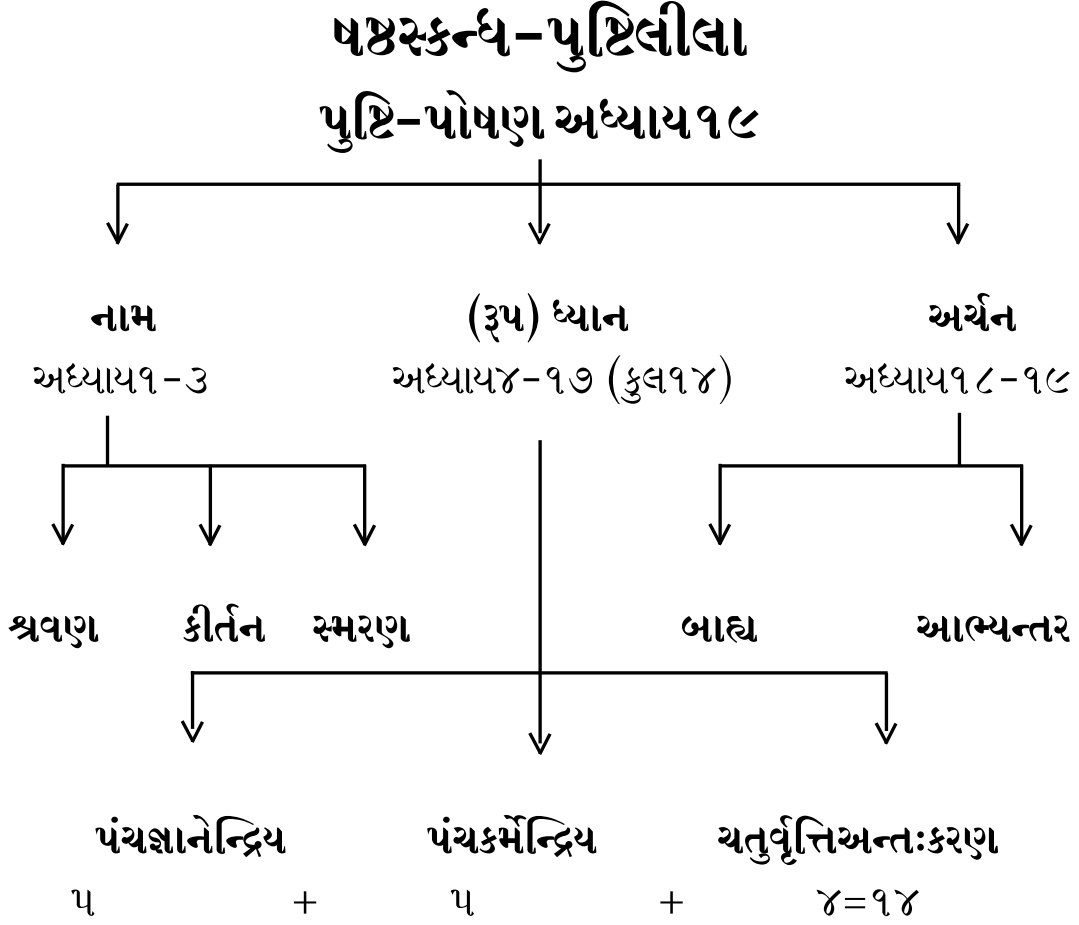 ષષ્ઠસ્કન્ધ-પુષ્ટિલીલા
પુષ્ટિ-પોષણ અધ્યાય૧૯
નામ (રૂપ) ધ્યાન અર્ચન
અધ્યાય૧-૩ અધ્યાય૪-૧૭ (કુલ૧૪) અધ્યાય૧૮-૧૯
શ્રવણ કીર્તન સ્મરણ બાહ્ય આભ્યન્તર
પંચજ્ઞાનેન્દ્રિય પંચકર્મેન્દ્રિય ચતુર્વૃત્તિઅન્તઃકરણ
૫ + ૫ + ૪=૧૪